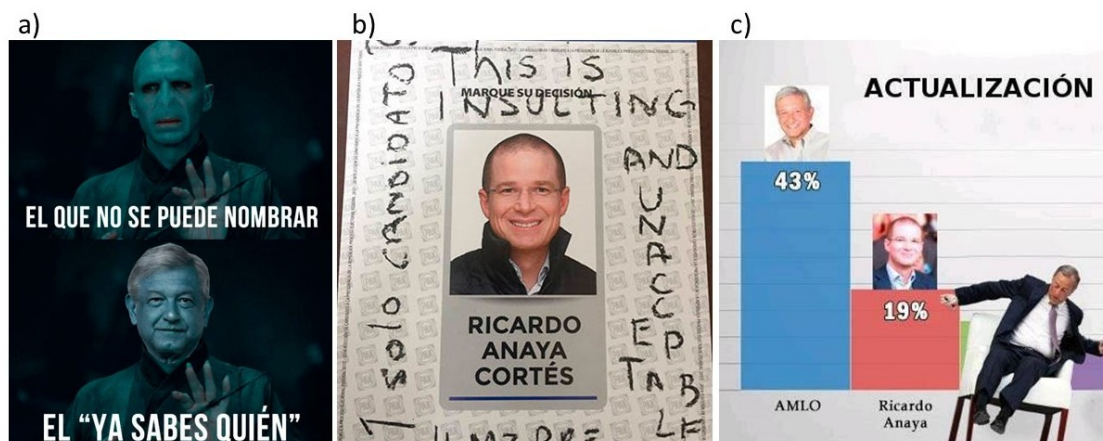 a)
EL QUE NO SE PUEDE NOMBRAR
EL “YA SABES QUIÉN”
b)
This is
MARQUE SU DECISIÓN
INSULTING
AND
UNACCEPTABLE
1 solo CANDIDATO
RICARDO
ANAYA
CORTÉS
c)
ACTUALIZACIÓN
43%
19%
AMLO
Ricardo
Anaya